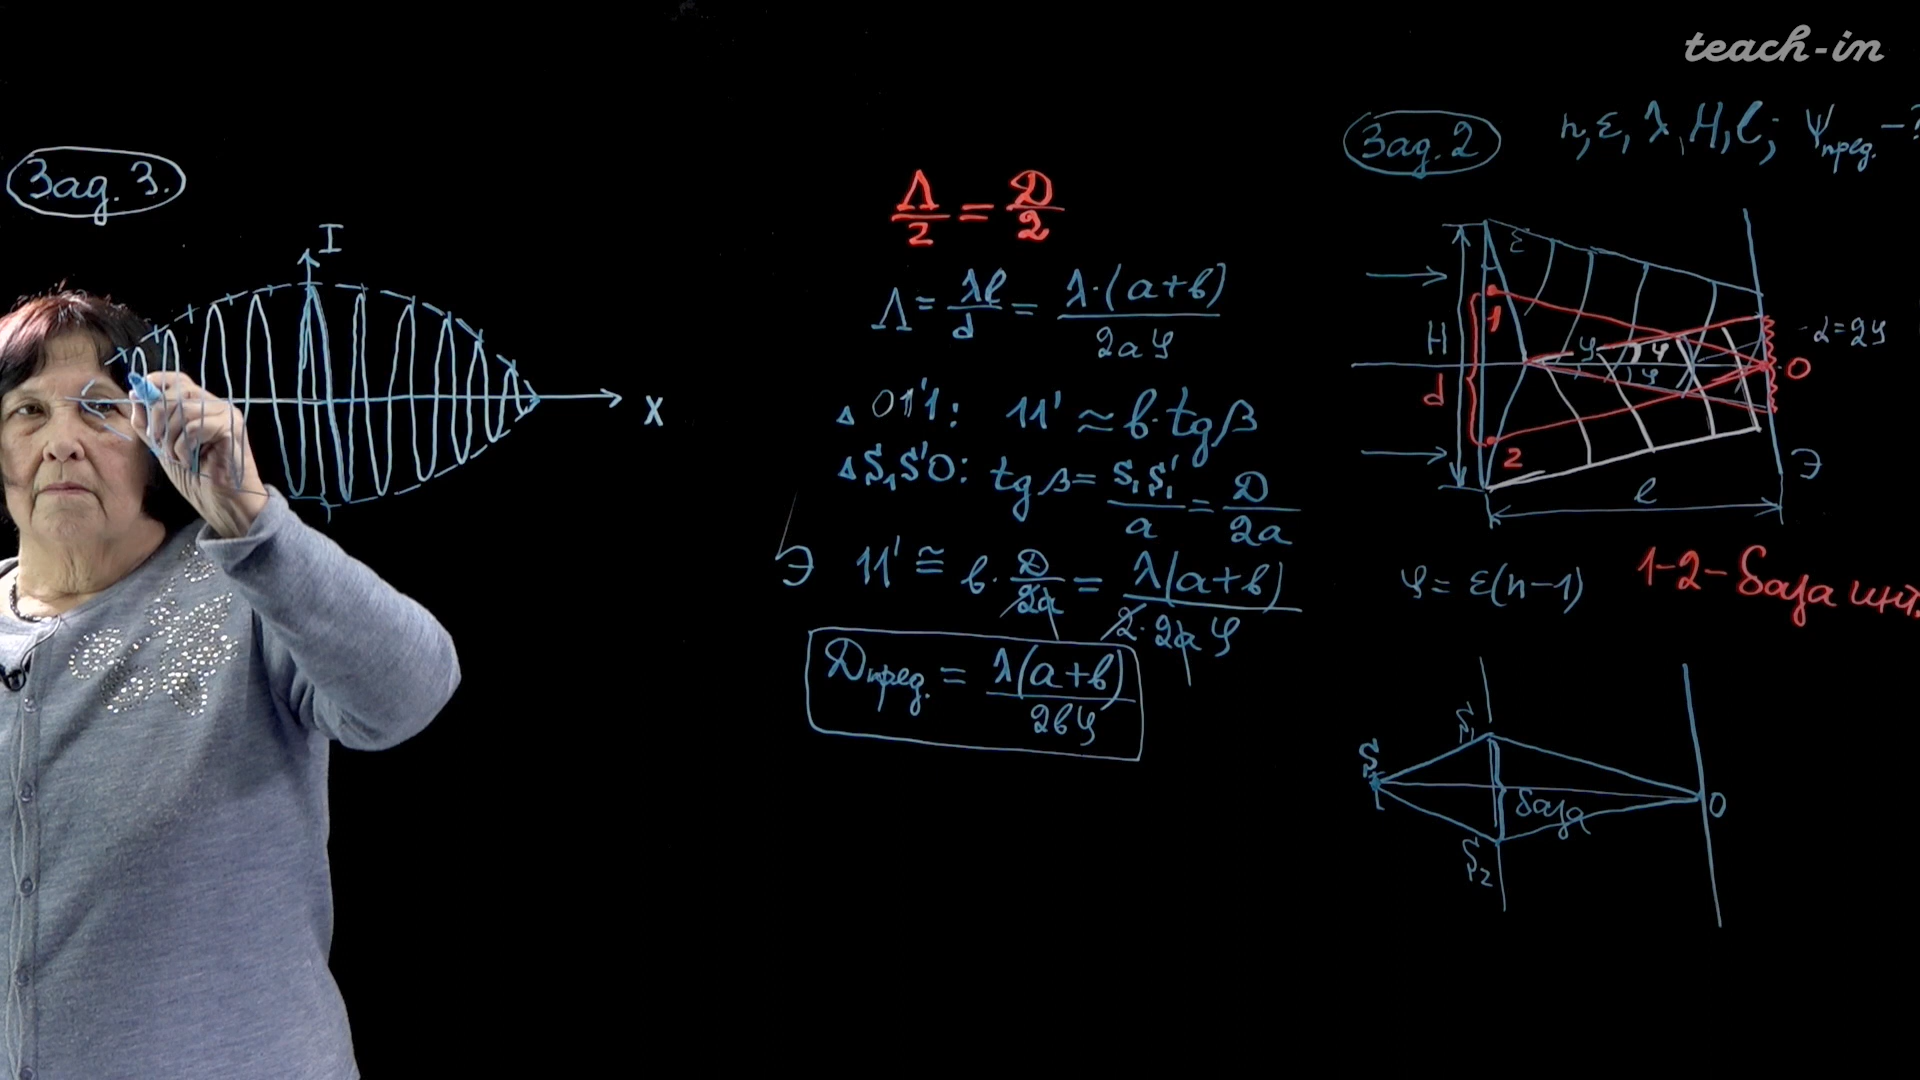 teach-in
Зад. 3.
I
X
Λ/2 = D/2
Λ = λl/d = λ·(a+b)/2aφ
Δ 011'1: 11' ≈ b·tgβ
Δ S₁S'O: tgβ = S₁S₁'/a = D/2a
Э 11' ≅ b·D/2a = λ(a+b)/2·2aφ
Dпред. = λ(a+b)/2bφ
Зад. 2 n, ε, λ, H, l; ψпред. – ?
ε
1
H
φ φ
φ
α=2φ
O
d
2
Э
l
φ = ε(n−1)
1-2- база инт.
S₁
S
база
O
S₂